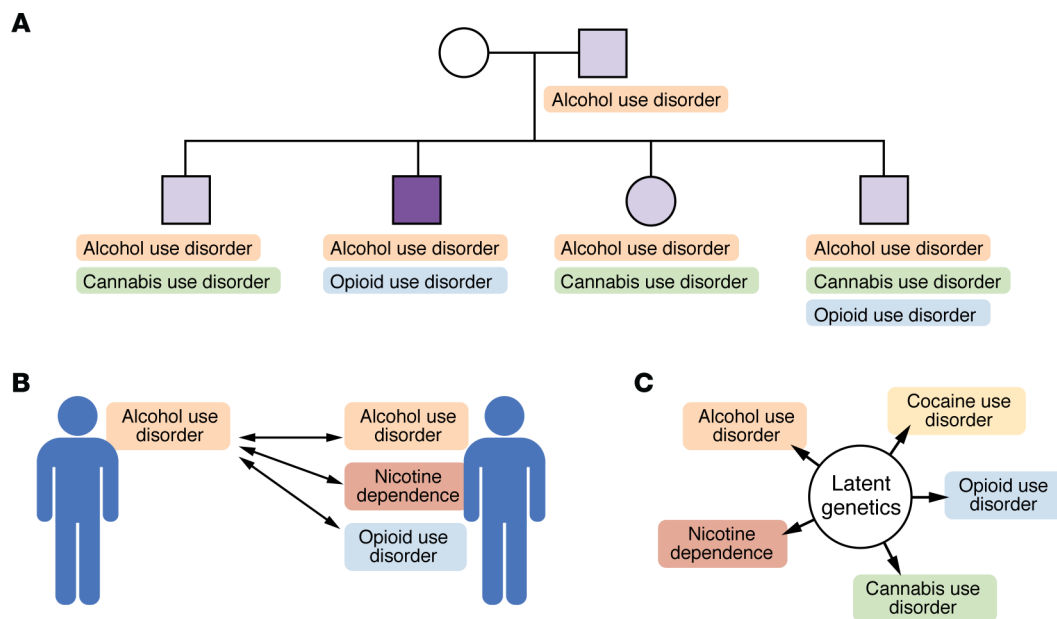 A
Alcohol use disorder
Alcohol use disorder
Cannabis use disorder
Alcohol use disorder
Opioid use disorder
Alcohol use disorder
Cannabis use disorder
Alcohol use disorder
Cannabis use disorder
Opioid use disorder
B
Alcohol use
disorder
Alcohol use
disorder
Nicotine
dependence
Opioid use
disorder
C
Alcohol use
disorder
Cocaine use
disorder
Latent
genetics
Opioid use
disorder
Nicotine
dependence
Cannabis use
disorder